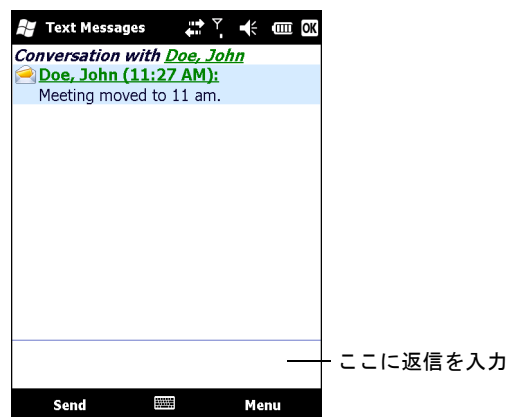 Text Messages
OK
Conversation with Doe, John
Doe, John (11:27 AM):
Meeting moved to 11 am.
ここに返信を入力
Send
Menu